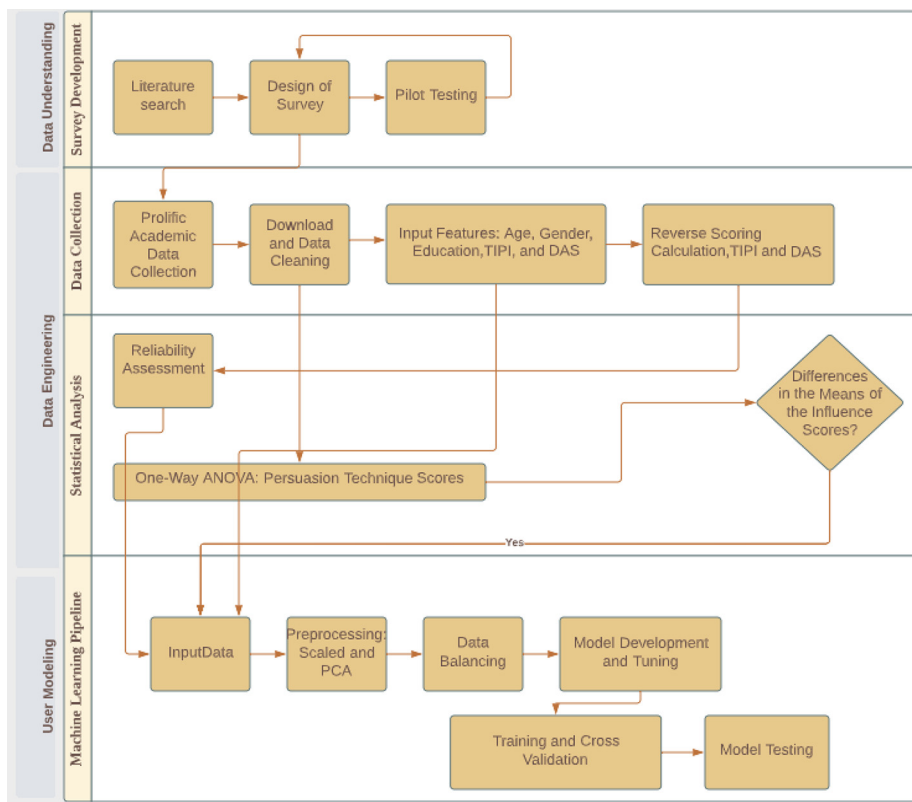 Data Understanding
Survey Development
Literature
search
Design of
Survey
Pilot Testing
Data Engineering
Data Collection
Prolific
Academic
Data
Collection
Download
and Data
Cleaning
Input Features: Age, Gender,
Education,TIPI, and DAS
Reverse Scoring
Calculation,TIPI and DAS
Statistical Analysis
Reliability
Assessment
Differences
in the Means of
the Influence
Scores?
One-Way ANOVA: Persuasion Technique Scores
Yes
User Modeling
Machine Learning Pipeline
InputData
Preprocessing:
Scaled and
PCA
Data
Balancing
Model Development
and Tuning
Training and Cross
Validation
Model Testing